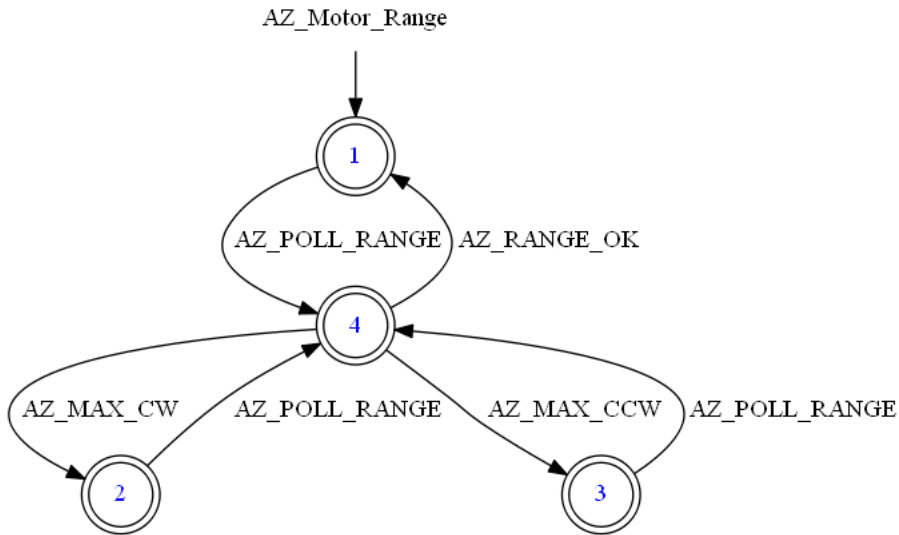 AZ_Motor_Range
1
AZ_POLL_RANGE
AZ_RANGE_OK
4
AZ_MAX_CW
AZ_POLL_RANGE
AZ_MAX_CCW
AZ_POLL_RANGE
2
3